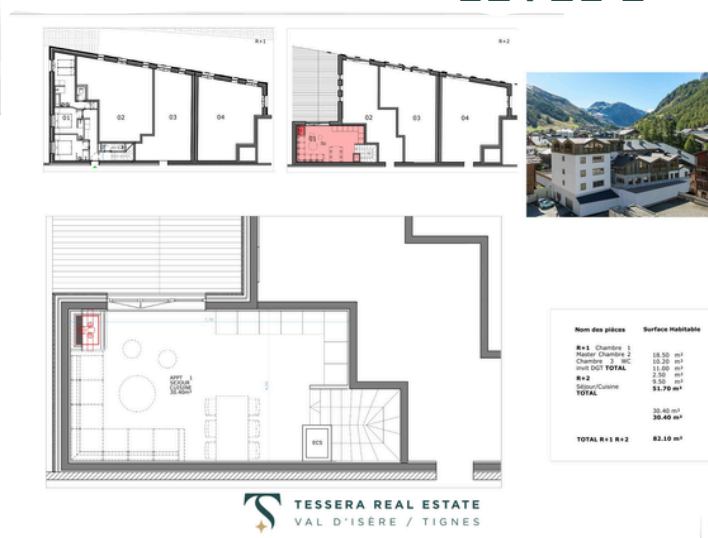 R+1
01
02
03
04
R+2
01
02
03
04
APPT 1
SEJOUR
CUISINE
30.40m²
ECS
Nom des pièces Surface Habitable
R+1 Chambre 1
Master Chambre 2 18.50 m²
Chambre 3 WC 10.20 m²
invit DGT TOTAL 11.00 m²
2.50 m²
R+2 9.50 m²
Séjour/Cuisine 51.70 m²
TOTAL
30.40 m²
30.40 m²
TOTAL R+1 R+2 82.10 m²
TESSERA REAL ESTATE
VAL D'ISÈRE / TIGNES